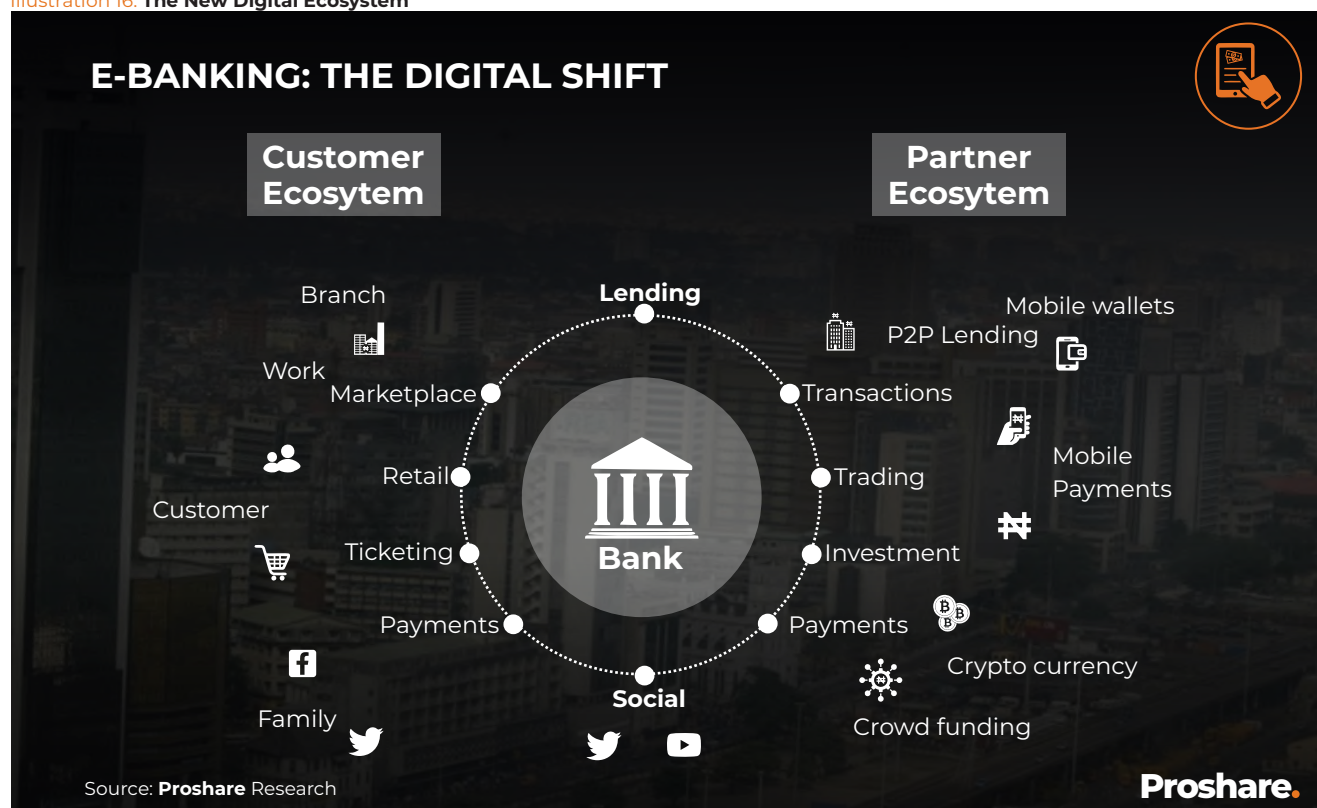 Illustration 16: The New Digital Ecosystem
E-BANKING: THE DIGITAL SHIFT
Customer
Ecosytem
Partner
Ecosytem
Branch
Work
Marketplace
Retail
Customer
Ticketing
Payments
Family
Lending
Bank
Social
Mobile wallets
P2P Lending
Transactions
Trading
Mobile
Payments
Investment
Payments
Crypto currency
Crowd funding
Source: Proshare Research
Proshare.